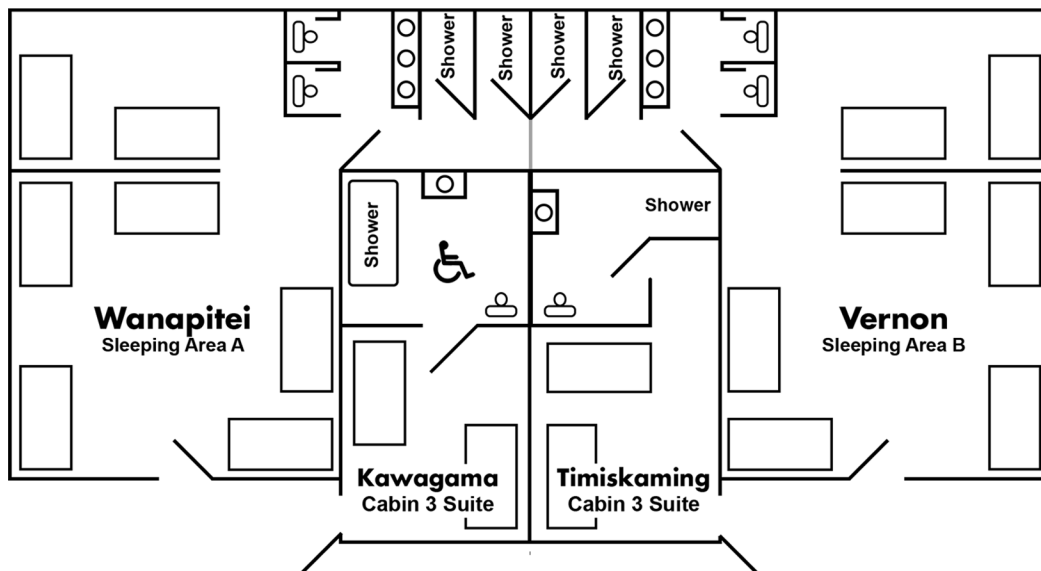 Shower
Shower
Shower
Shower
Shower
Shower
Wanapitei
Sleeping Area A
Vernon
Sleeping Area B
Kawagama
Cabin 3 Suite
Timiskaming
Cabin 3 Suite